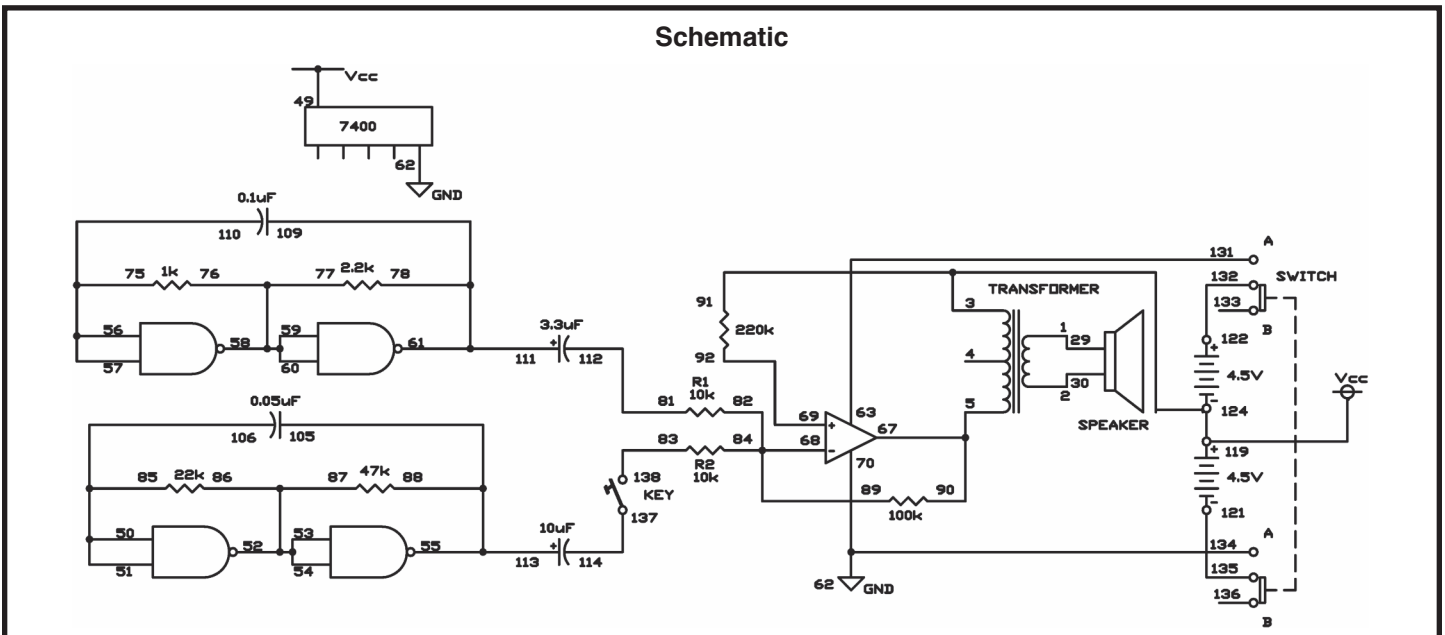 Schematic
Vcc
49
7400
62
GND
0.1uF
110 109
75 1k 76 77 2.2k 78
56
57
58
59
60
61
3.3uF
111 112
0.05uF
106 105
85 22k 86 87 47k 88
50
51
52
53
54
55
10uF
113 114
138
KEY
137
R1
10k
81 82
83 84
R2
10k
91
220k
92
69 +
68 -
63
67
70
89 90
100k
62 GND
TRANSFORMER
3
4
5
1
29
30
2
SPEAKER
131 A
132 SWITCH
133
B
122
+
4.5V
-
124
Vcc
119
+
4.5V
-
121
A
134
135
136
B